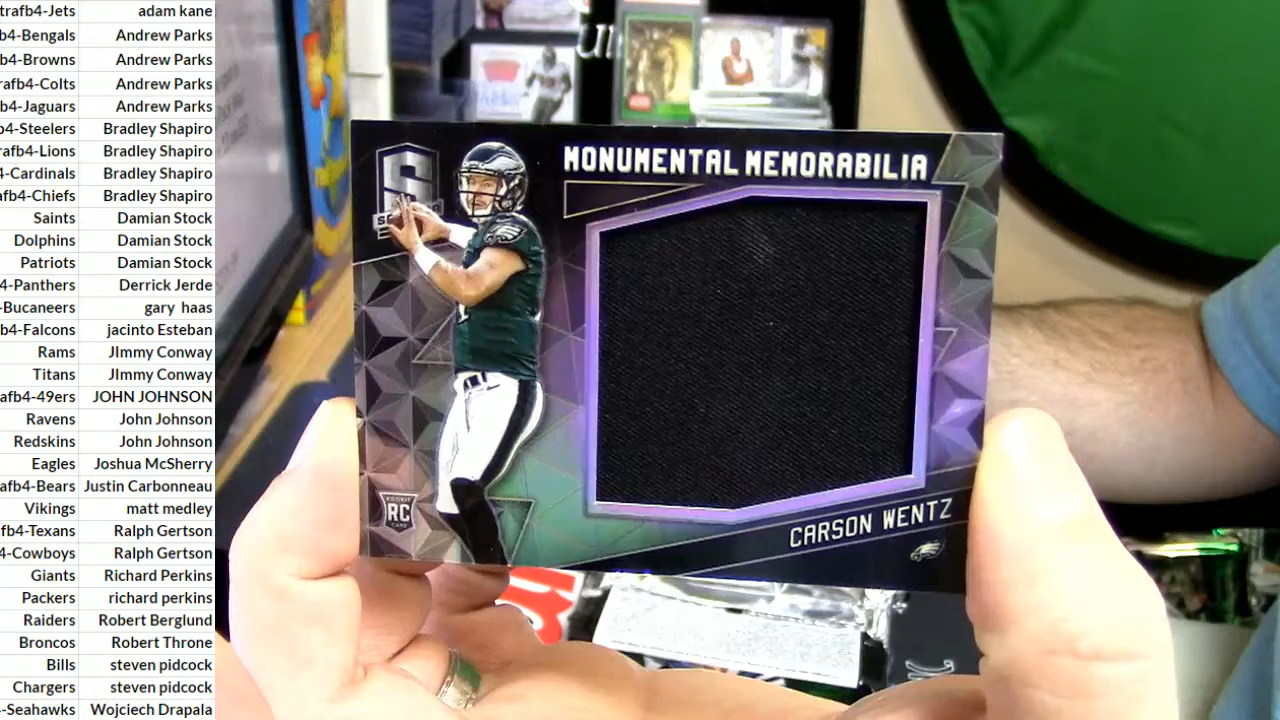 trafb4-Jets adam kane
fb4-Bengals Andrew Parks
b4-Browns Andrew Parks
rafb4-Colts Andrew Parks
b4-Jaguars Andrew Parks
b4-Steelers Bradley Shapiro
rafb4-Lions Bradley Shapiro
4-Cardinals Bradley Shapiro
afb4-Chiefs Bradley Shapiro
Saints Damian Stock
Dolphins Damian Stock
Patriots Damian Stock
4-Panthers Derrick Jerde
-Bucaneers gary haas
fb4-Falcons jacinto Esteban
Rams JImmy Conway
Titans JImmy Conway
afb4-49ers JOHN JOHNSON
Ravens John Johnson
Redskins John Johnson
Eagles Joshua McSherry
afb4-Bears Justin Carbonneau
Vikings matt medley
fb4-Texans Ralph Gertson
4-Cowboys Ralph Gertson
Giants Richard Perkins
Packers richard perkins
Raiders Robert Berglund
Broncos Robert Throne
Bills steven pidcock
Chargers steven pidcock
4-Seahawks Wojciech Drapala
S
MONUMENTAL MEMORABILIA
ROOKIE
RC
CARD
CARSON WENTZ